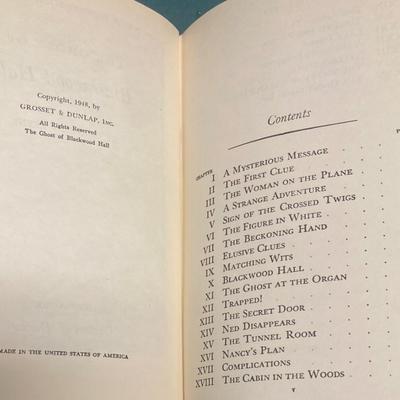 Copyright, 1948, by
GROSSET & DUNLAP, INC.
All Rights Reserved
The Ghost of Blackwood Hall
MADE IN THE UNITED STATES OF AMERICA
Contents
CHAPTER
I A MYSTERIOUS MESSAGE
II THE FIRST CLUE
III THE WOMAN ON THE PLANE
IV A STRANGE ADVENTURE
V SIGN OF THE CROSSED TWIGS
VI THE FIGURE IN WHITE
VII THE BECKONING HAND
VIII ELUSIVE CLUES
IX MATCHING WITS
X BLACKWOOD HALL
XI THE GHOST AT THE ORGAN
XII TRAPPED!
XIII THE SECRET DOOR
XIV NED DISAPPEARS
XV THE TUNNEL ROOM
XVI NANCY'S PLAN
XVII COMPLICATIONS
XVIII THE CABIN IN THE WOODS
v